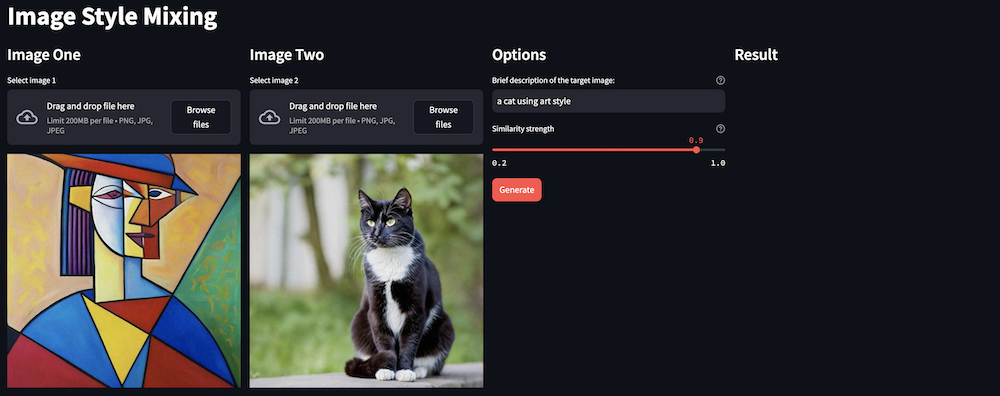 Image Style Mixing
Image One
Select image 1
Drag and drop file here
Limit 200MB per file • PNG, JPG,
JPEG
Browse
files
Image Two
Select image 2
Drag and drop file here
Limit 200MB per file • PNG, JPG,
JPEG
Browse
files
Options
Brief description of the target image:
a cat using art style
Similarity strength
0.9
0.2
1.0
Generate
Result